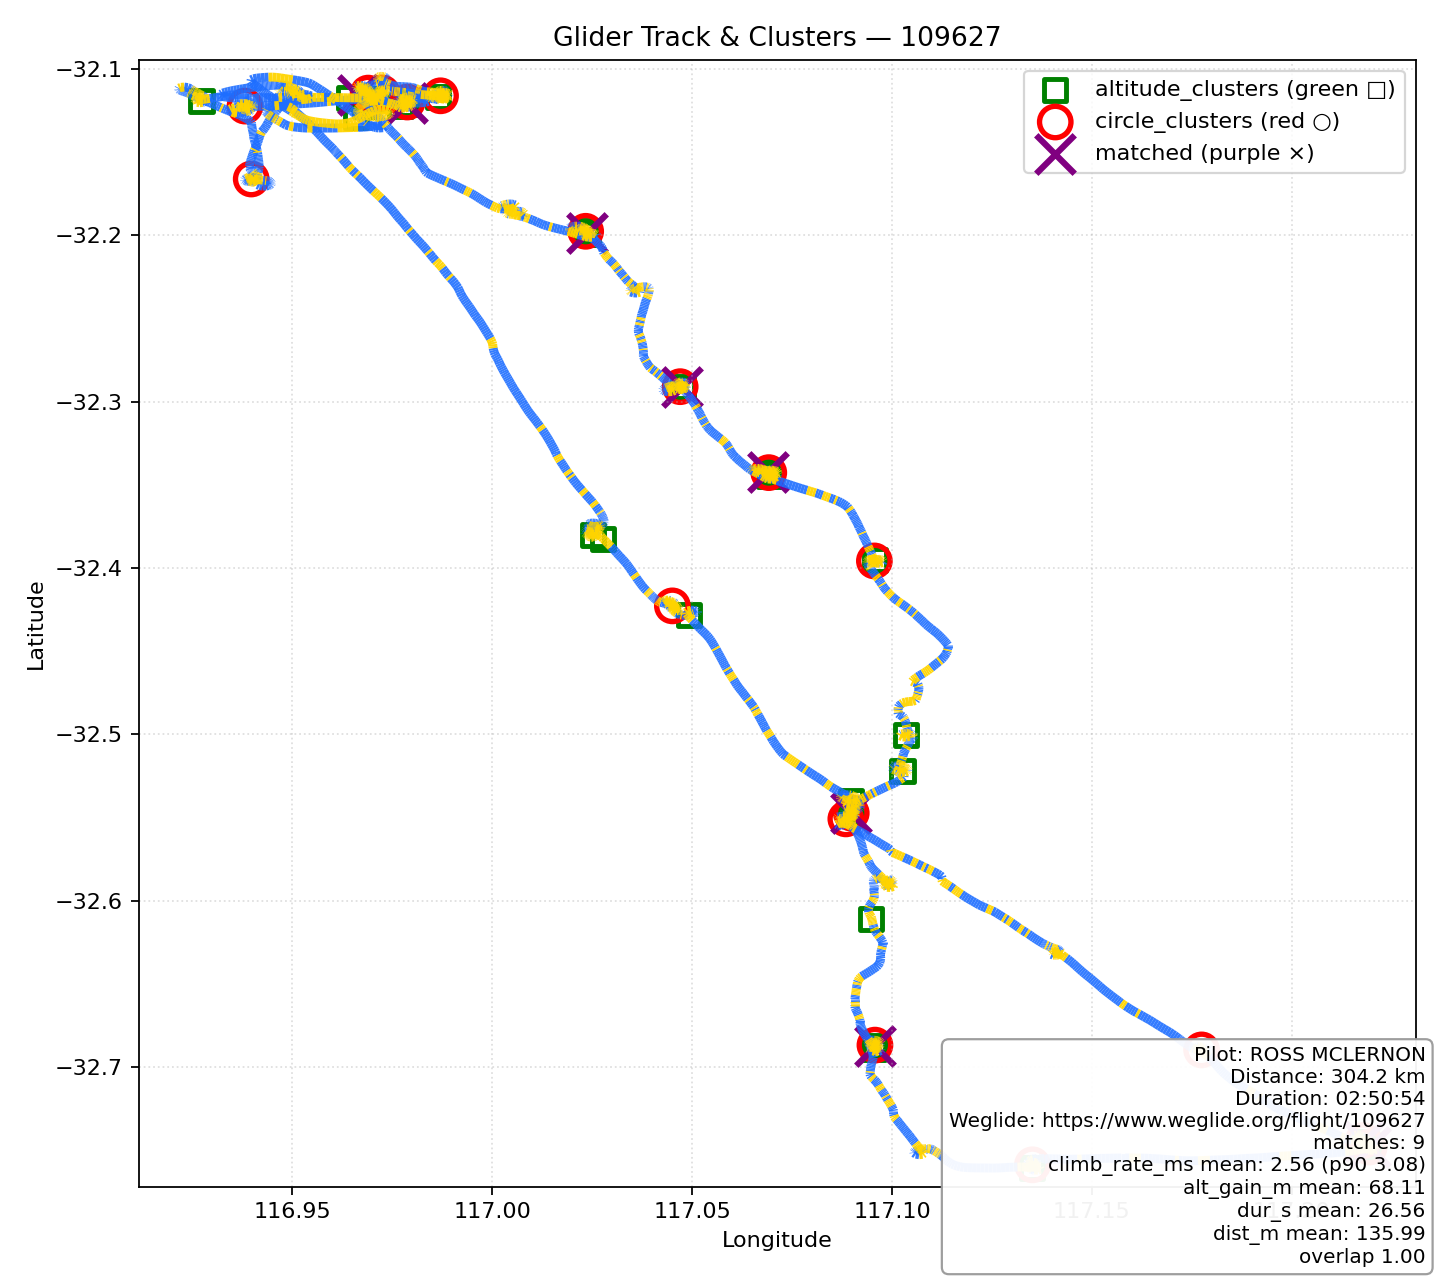 Glider Track & Clusters — 109627
altitude_clusters (green □)
circle_clusters (red ○)
matched (purple ×)
−32.1
−32.2
−32.3
−32.4
−32.5
−32.6
−32.7
Latitude
116.95
117.00
117.05
117.10
117.15
Longitude
Pilot: ROSS MCLERNON
Distance: 304.2 km
Duration: 02:50:54
Weglide: https://www.weglide.org/flight/109627
matches: 9
climb_rate_ms mean: 2.56 (p90 3.08)
alt_gain_m mean: 68.11
dur_s mean: 26.56
dist_m mean: 135.99
overlap 1.00